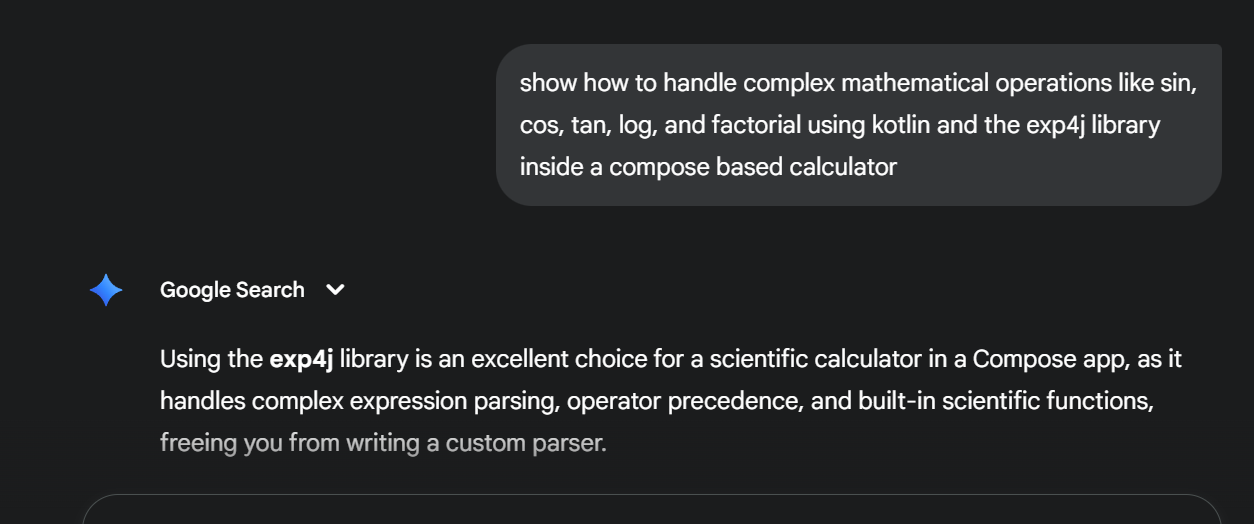 show how to handle complex mathematical operations like sin,
cos, tan, log, and factorial using kotlin and the exp4j library
inside a compose based calculator
Google Search
Using the exp4j library is an excellent choice for a scientific calculator in a Compose app, as it
handles complex expression parsing, operator precedence, and built-in scientific functions,
freeing you from writing a custom parser.